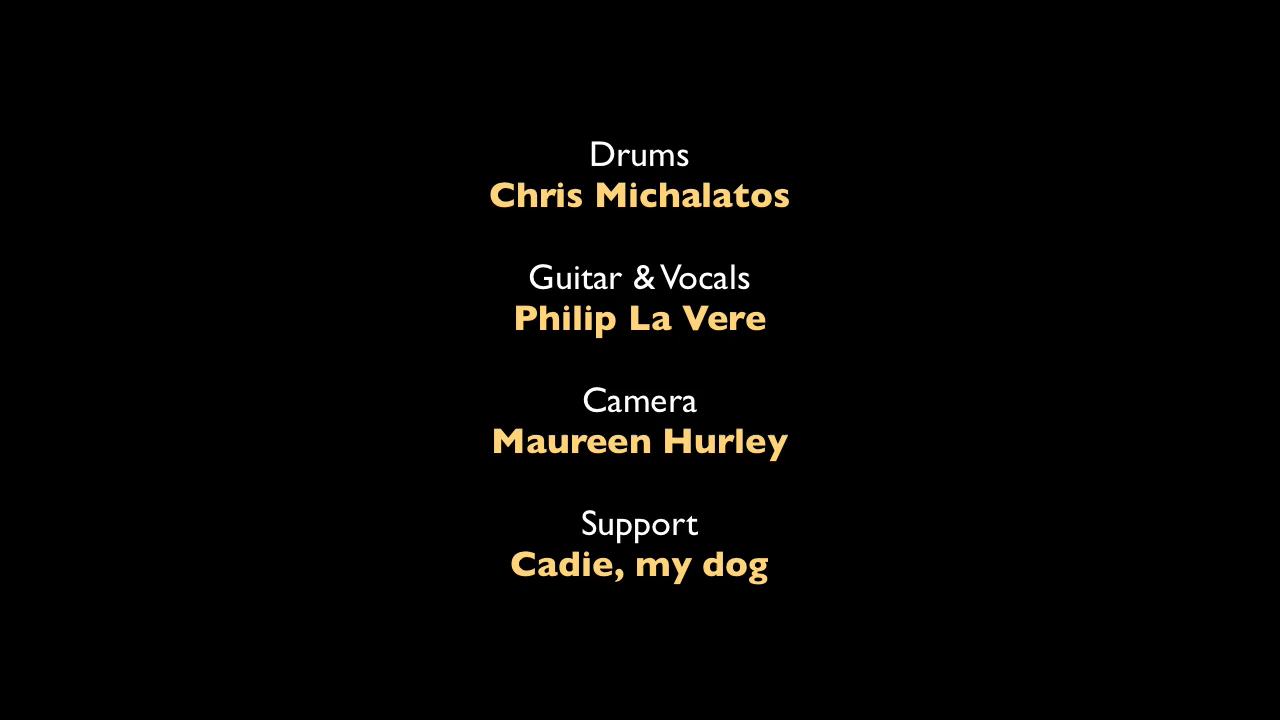 Drums
Chris Michalatos
Guitar & Vocals
Philip La Vere
Camera
Maureen Hurley
Support
Cadie, my dog